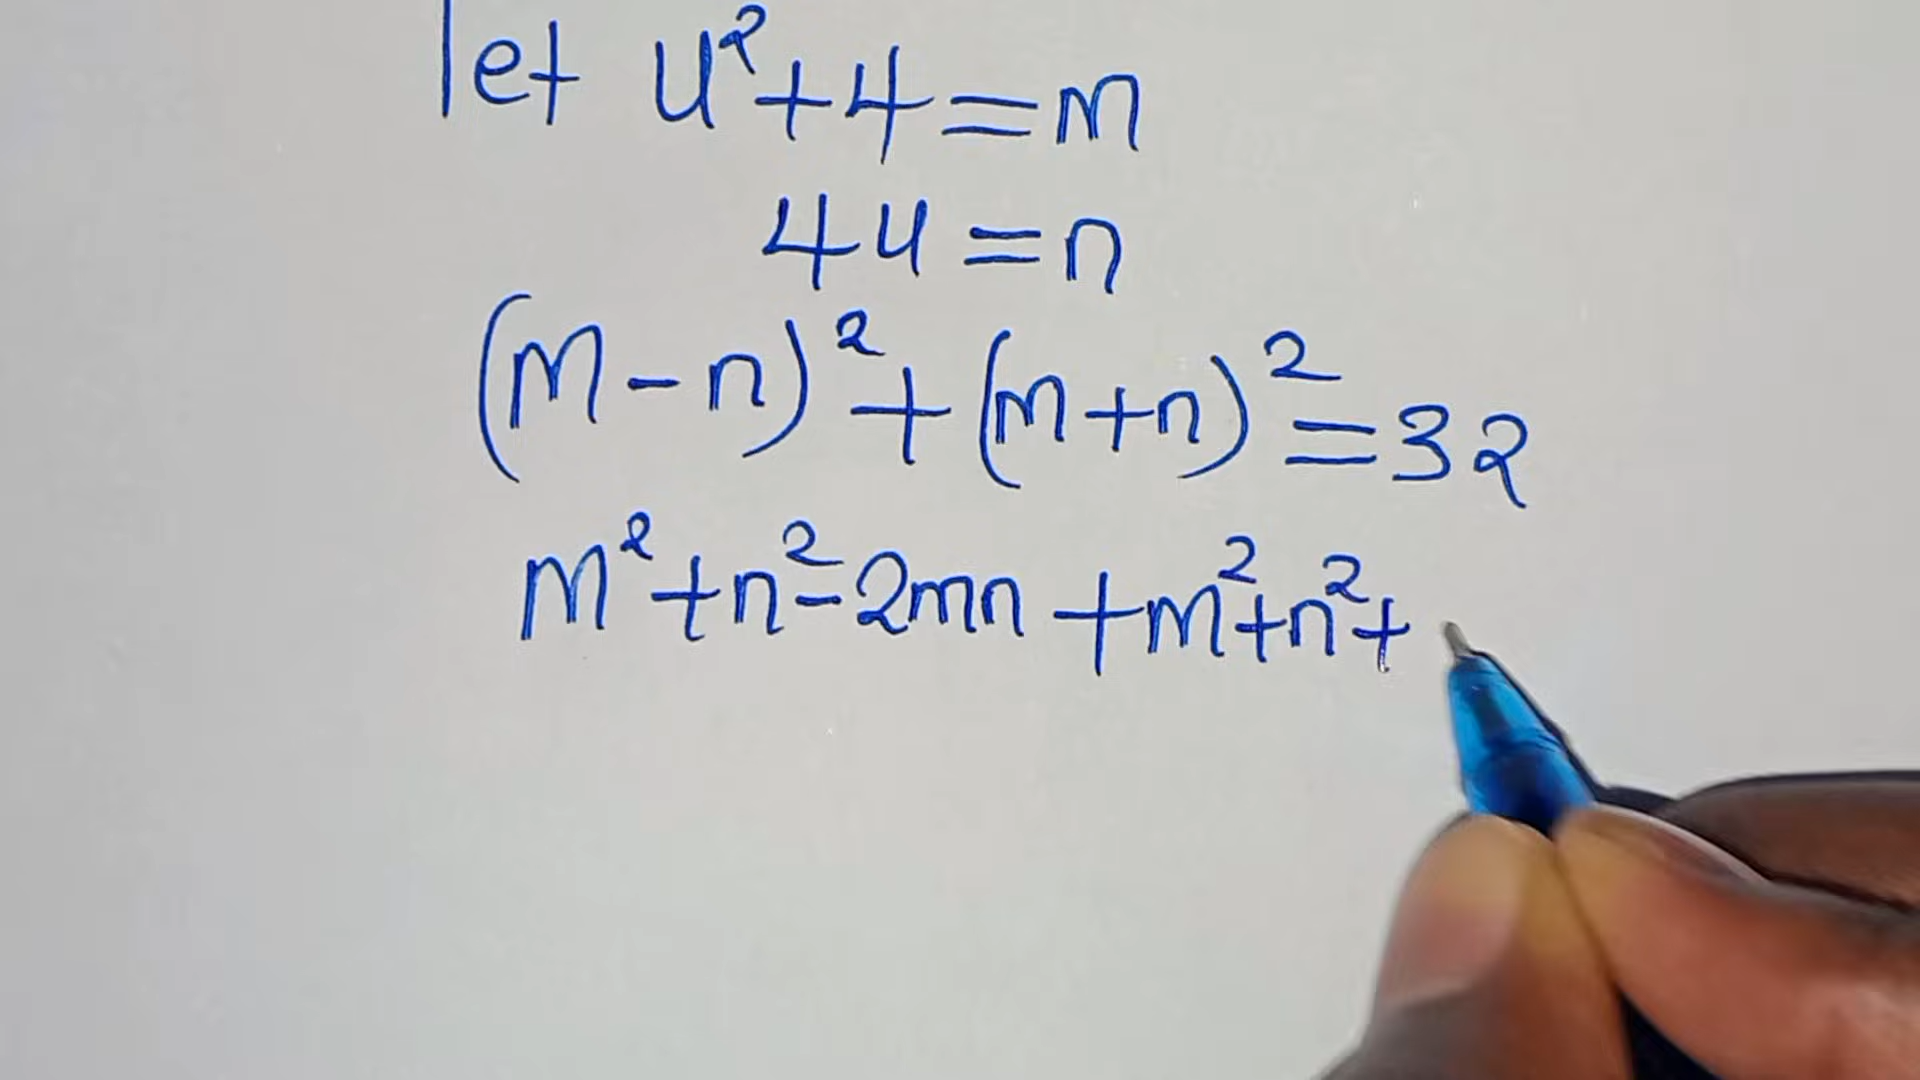 let u²+4=m
4u=n
(m-n)²+(m+n)²=32
m²+n²-2mn+m²+n²+